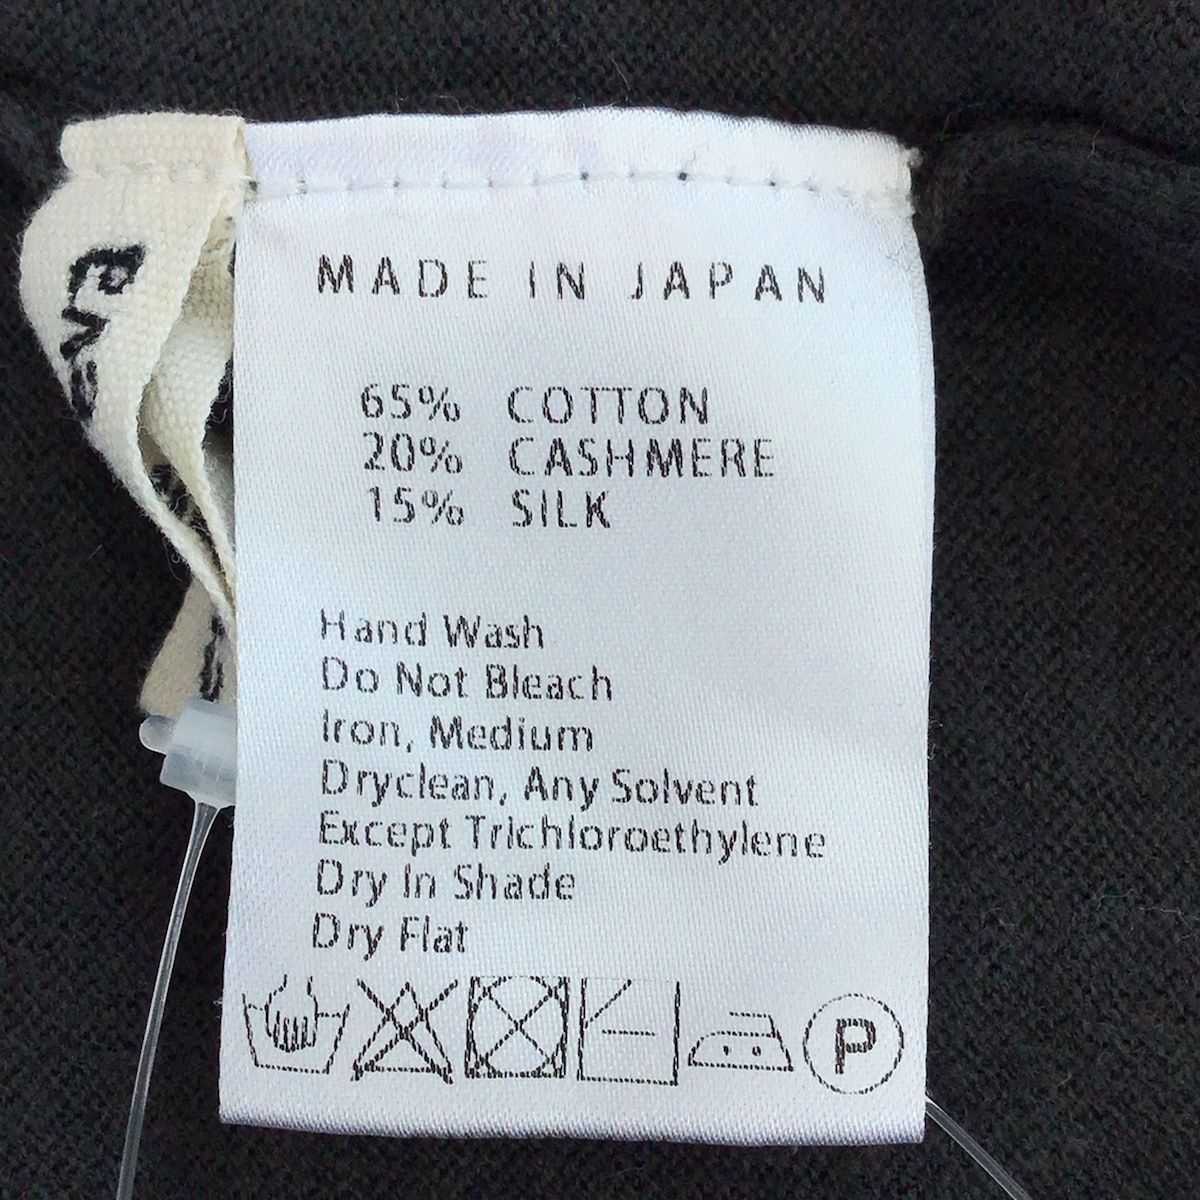 MADE IN JAPAN
65% COTTON
20% CASHMERE
15% SILK
Hand Wash
Do Not Bleach
Iron, Medium
Dryclean, Any Solvent
Except Trichloroethylene
Dry In Shade
Dry Flat
P